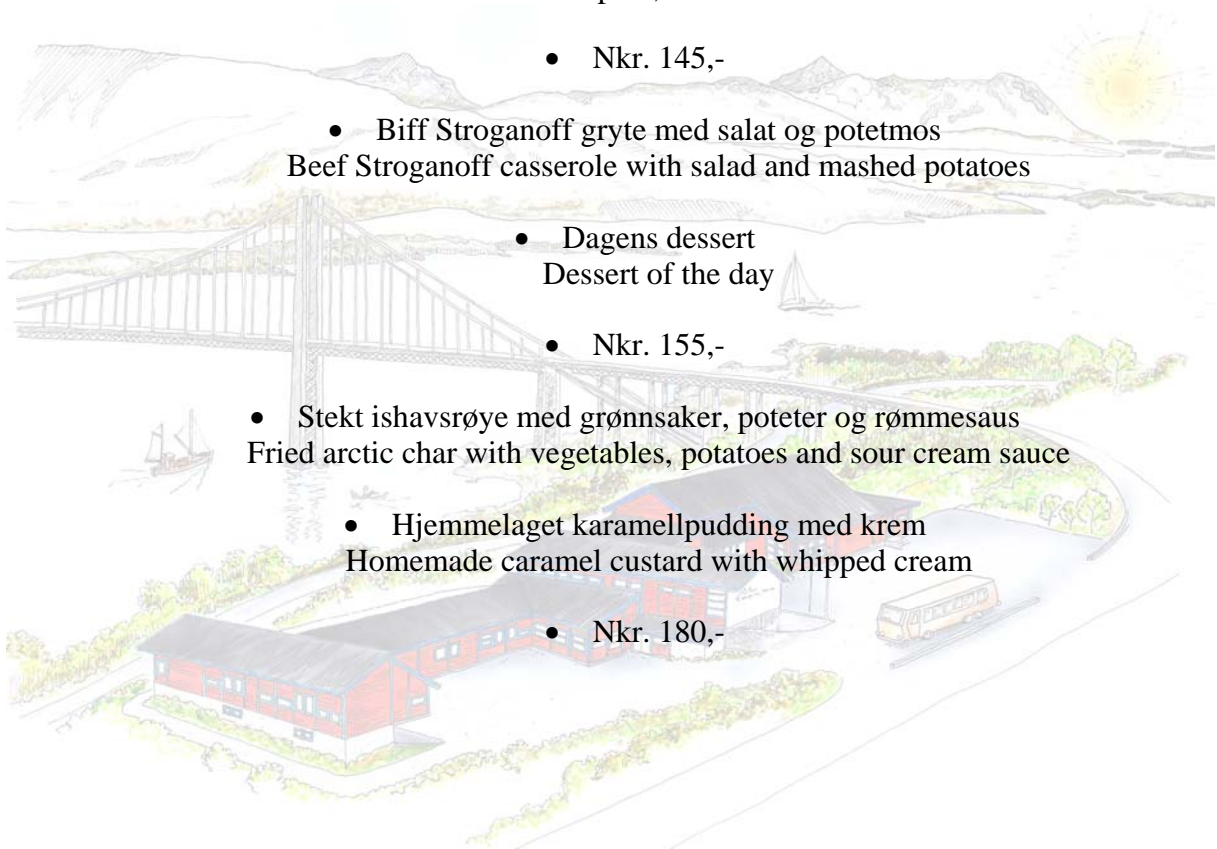 • Nkr. 145,-
• Biff Stroganoff gryte med salat og potetmos
Beef Stroganoff casserole with salad and mashed potatoes
• Dagens dessert
Dessert of the day
• Nkr. 155,-
• Stekt ishavsrøye med grønnsaker, poteter og rømmesaus
Fried arctic char with vegetables, potatoes and sour cream sauce
• Hjemmelaget karamellpudding med krem
Homemade caramel custard with whipped cream
• Nkr. 180,-